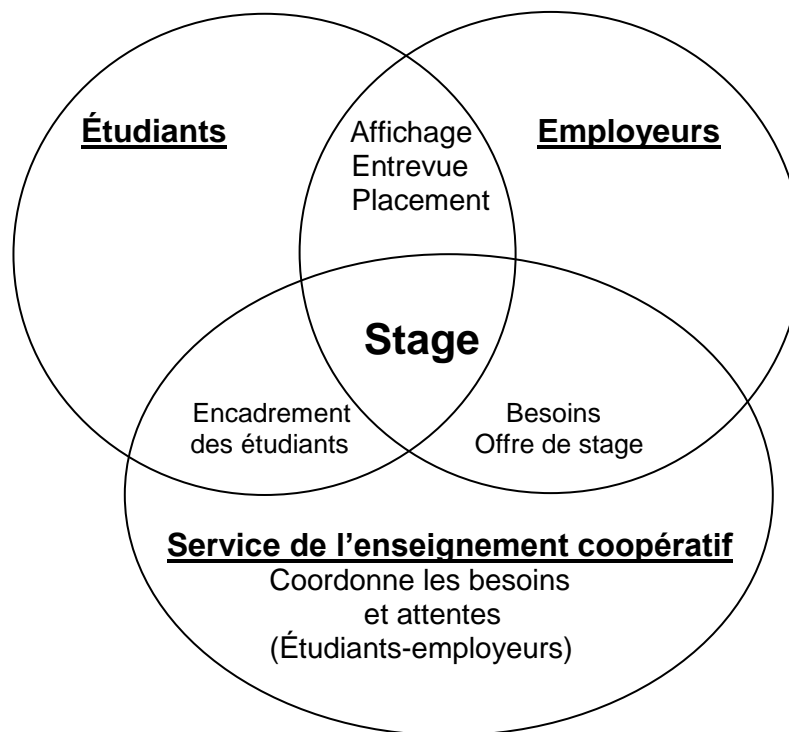 Étudiants
Affichage
Entrevue
Placement
Employeurs
Stage
Encadrement
des étudiants
Besoins
Offre de stage
Service de l’enseignement coopératif
Coordonne les besoins
et attentes
(Étudiants-employeurs)